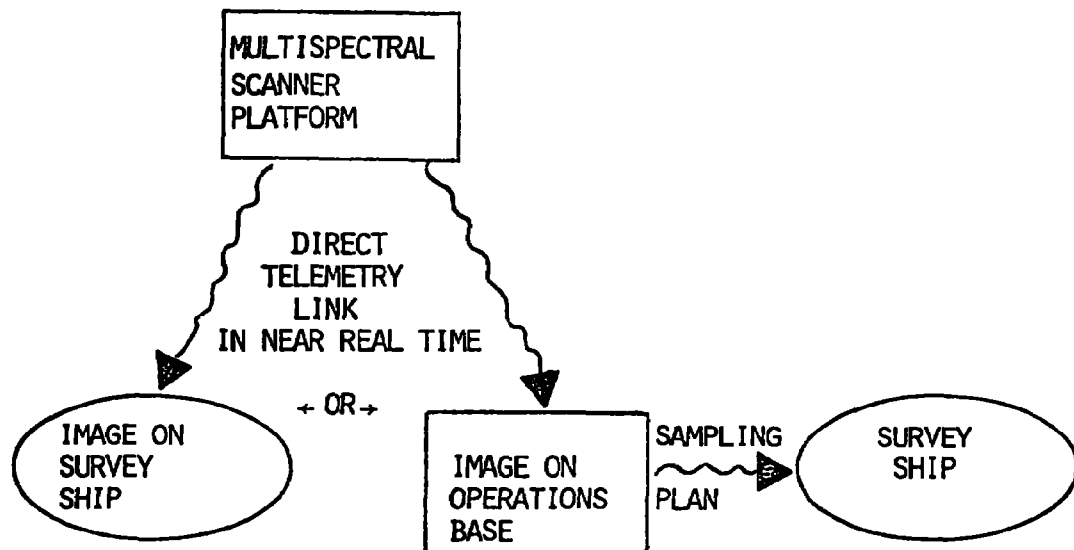 MULTISPECTRAL
SCANNER
PLATFORM
DIRECT
TELEMETRY
LINK
IN NEAR REAL TIME
← OR →
IMAGE ON
SURVEY
SHIP
IMAGE ON
OPERATIONS
BASE
SAMPLING
PLAN
SURVEY
SHIP